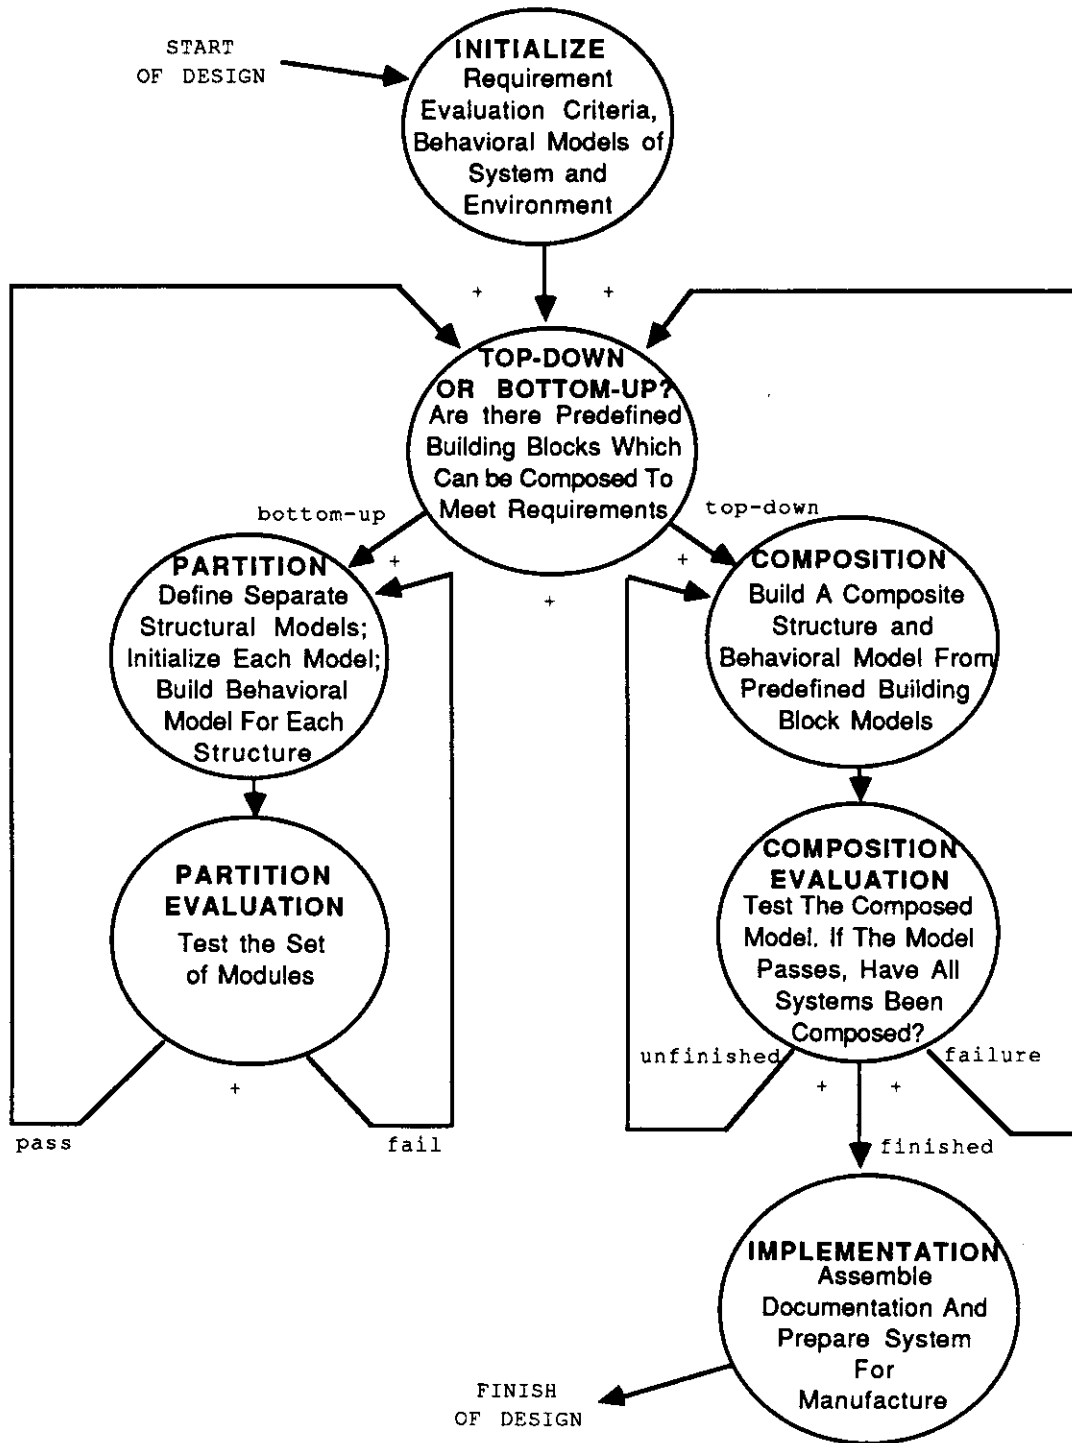 START
OF DESIGN
INITIALIZE
Requirement
Evaluation Criteria,
Behavioral Models of
System and
Environment
+ +
TOP-DOWN
OR BOTTOM-UP?
Are there Predefined
Building Blocks Which
Can be Composed To
Meet Requirements
bottom-up
top-down
+ +
+
PARTITION
Define Separate
Structural Models;
Initialize Each Model;
Build Behavioral
Model For Each
Structure
COMPOSITION
Build A Composite
Structure and
Behavioral Model From
Predefined Building
Block Models
PARTITION
EVALUATION
Test the Set
of Modules
COMPOSITION
EVALUATION
Test The Composed
Model. If The Model
Passes, Have All
Systems Been
Composed?
unfinished
failure
+
+ +
pass
fail
finished
IMPLEMENTATION
Assemble
Documentation And
Prepare System
For
Manufacture
FINISH
OF DESIGN